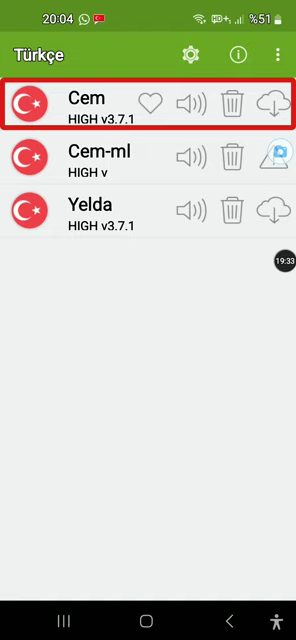 20:04 %51
Türkçe
Cem
HIGH v3.7.1
Cem-ml
HIGH v
Yelda
HIGH v3.7.1
19:33